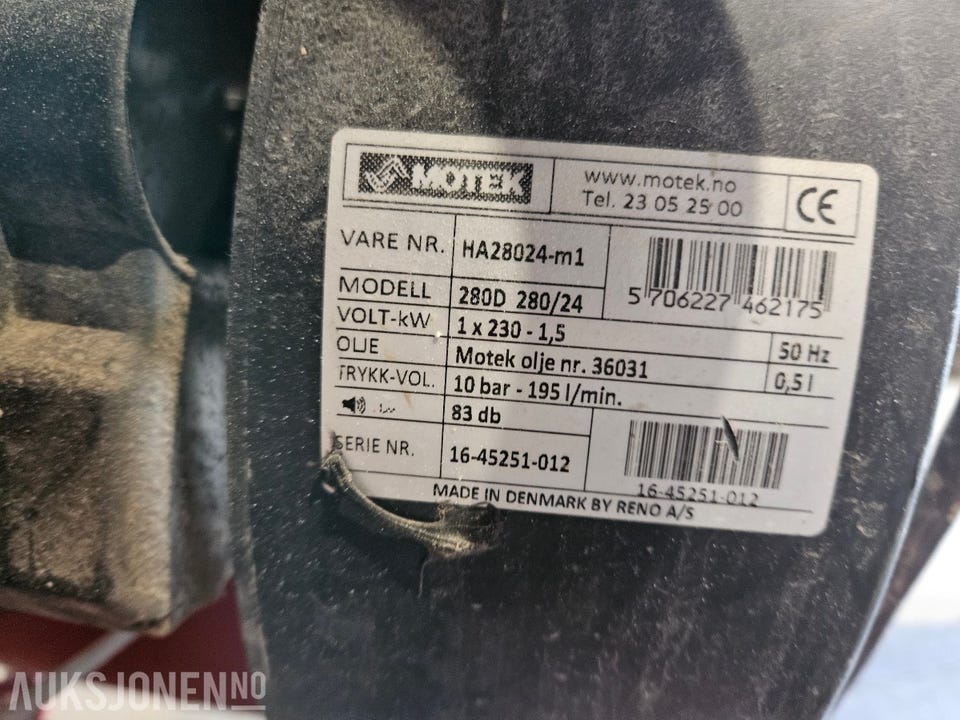 MOTEK
www.motek.no
Tel. 23 05 25 00
CE
VARE NR. HA28024-m1
5 706227 462175
MODELL 280D 280/24
VOLT-kW 1 x 230 - 1,5 50 Hz
OLJE Motek olje nr. 36031 0,5 l
TRYKK-VOL. 10 bar - 195 l/min.
83 db
SERIE NR. 16-45251-012
16-45251-012
MADE IN DENMARK BY RENO A/S
AUKSJONEN.NO